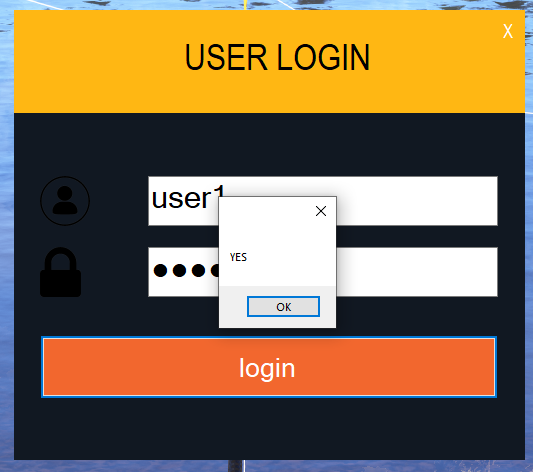 X
USER LOGIN
user1
YES
OK
login